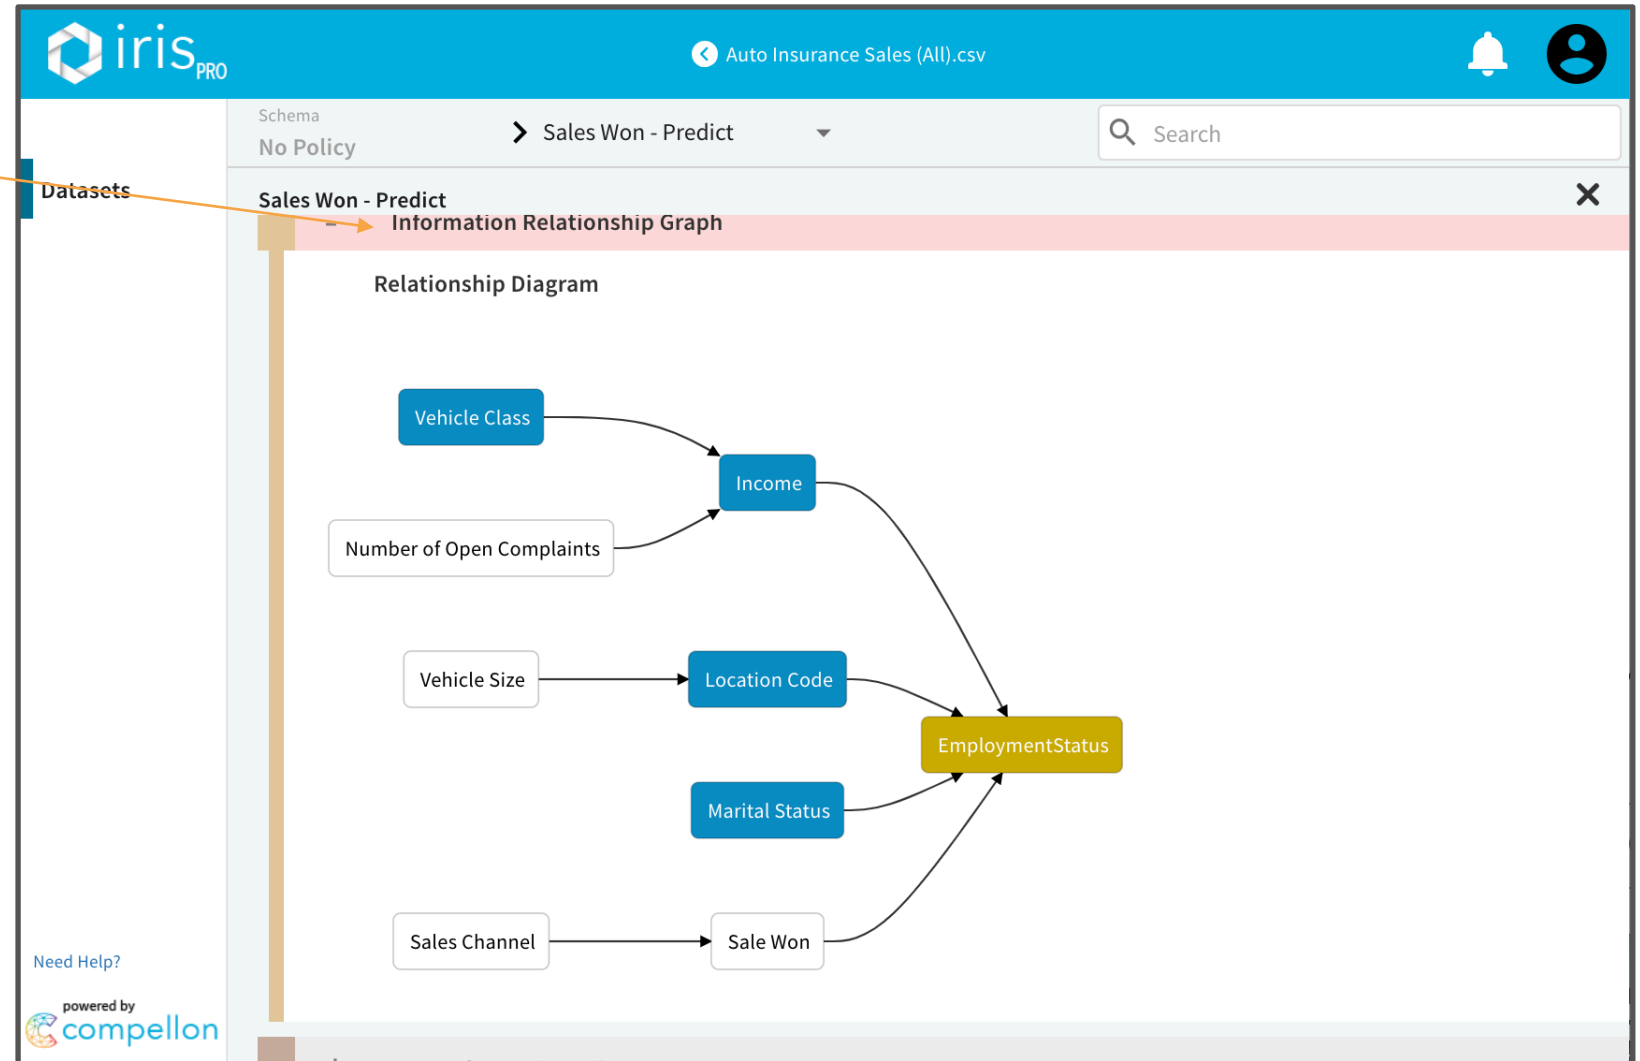 iris PRO
Auto Insurance Sales (All).csv
Schema
No Policy
Sales Won - Predict
Search
Datasets
Sales Won - Predict
Information Relationship Graph
Relationship Diagram
Vehicle Class
Income
Number of Open Complaints
Vehicle Size
Location Code
EmploymentStatus
Marital Status
Sales Channel
Sale Won
Need Help?
powered by
compellon